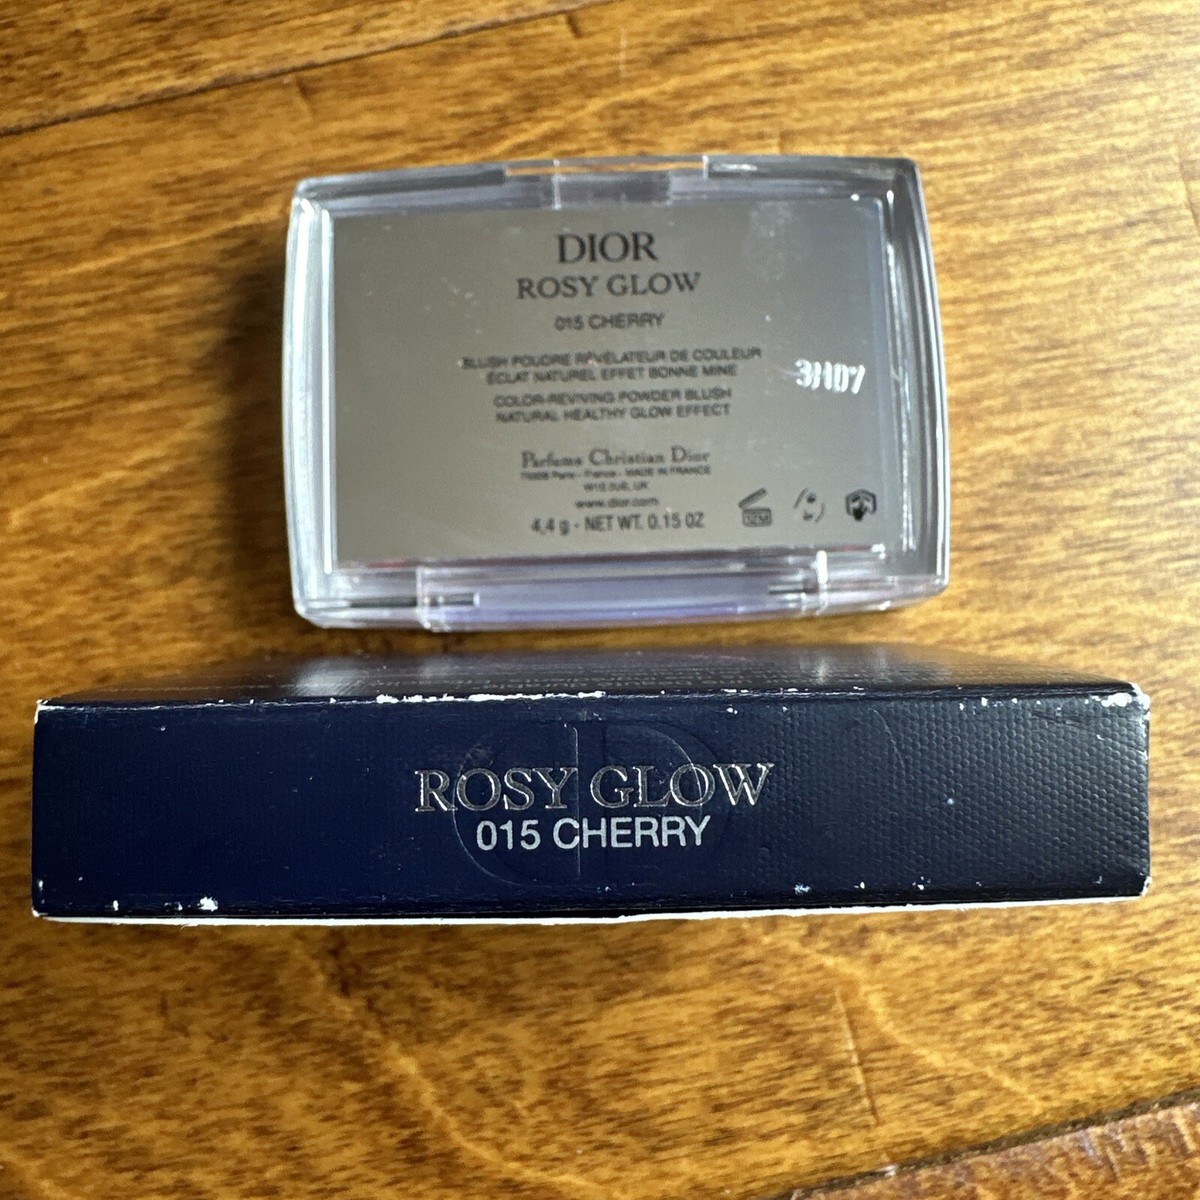 DIOR
ROSY GLOW
015 CHERRY
BLUSH POUDRE RÉVÉLATEUR DE COULEUR
ÉCLAT NATUREL EFFET BONNE MINE
COLOR-REVIVING POWDER BLUSH
NATURAL HEALTHY GLOW EFFECT
3H07
Parfums Christian Dior
75008 Paris - France - MADE IN FRANCE
UK
www.dior.com
4,4 g - NET WT. 0.15 OZ
12M
ROSY GLOW
015 CHERRY